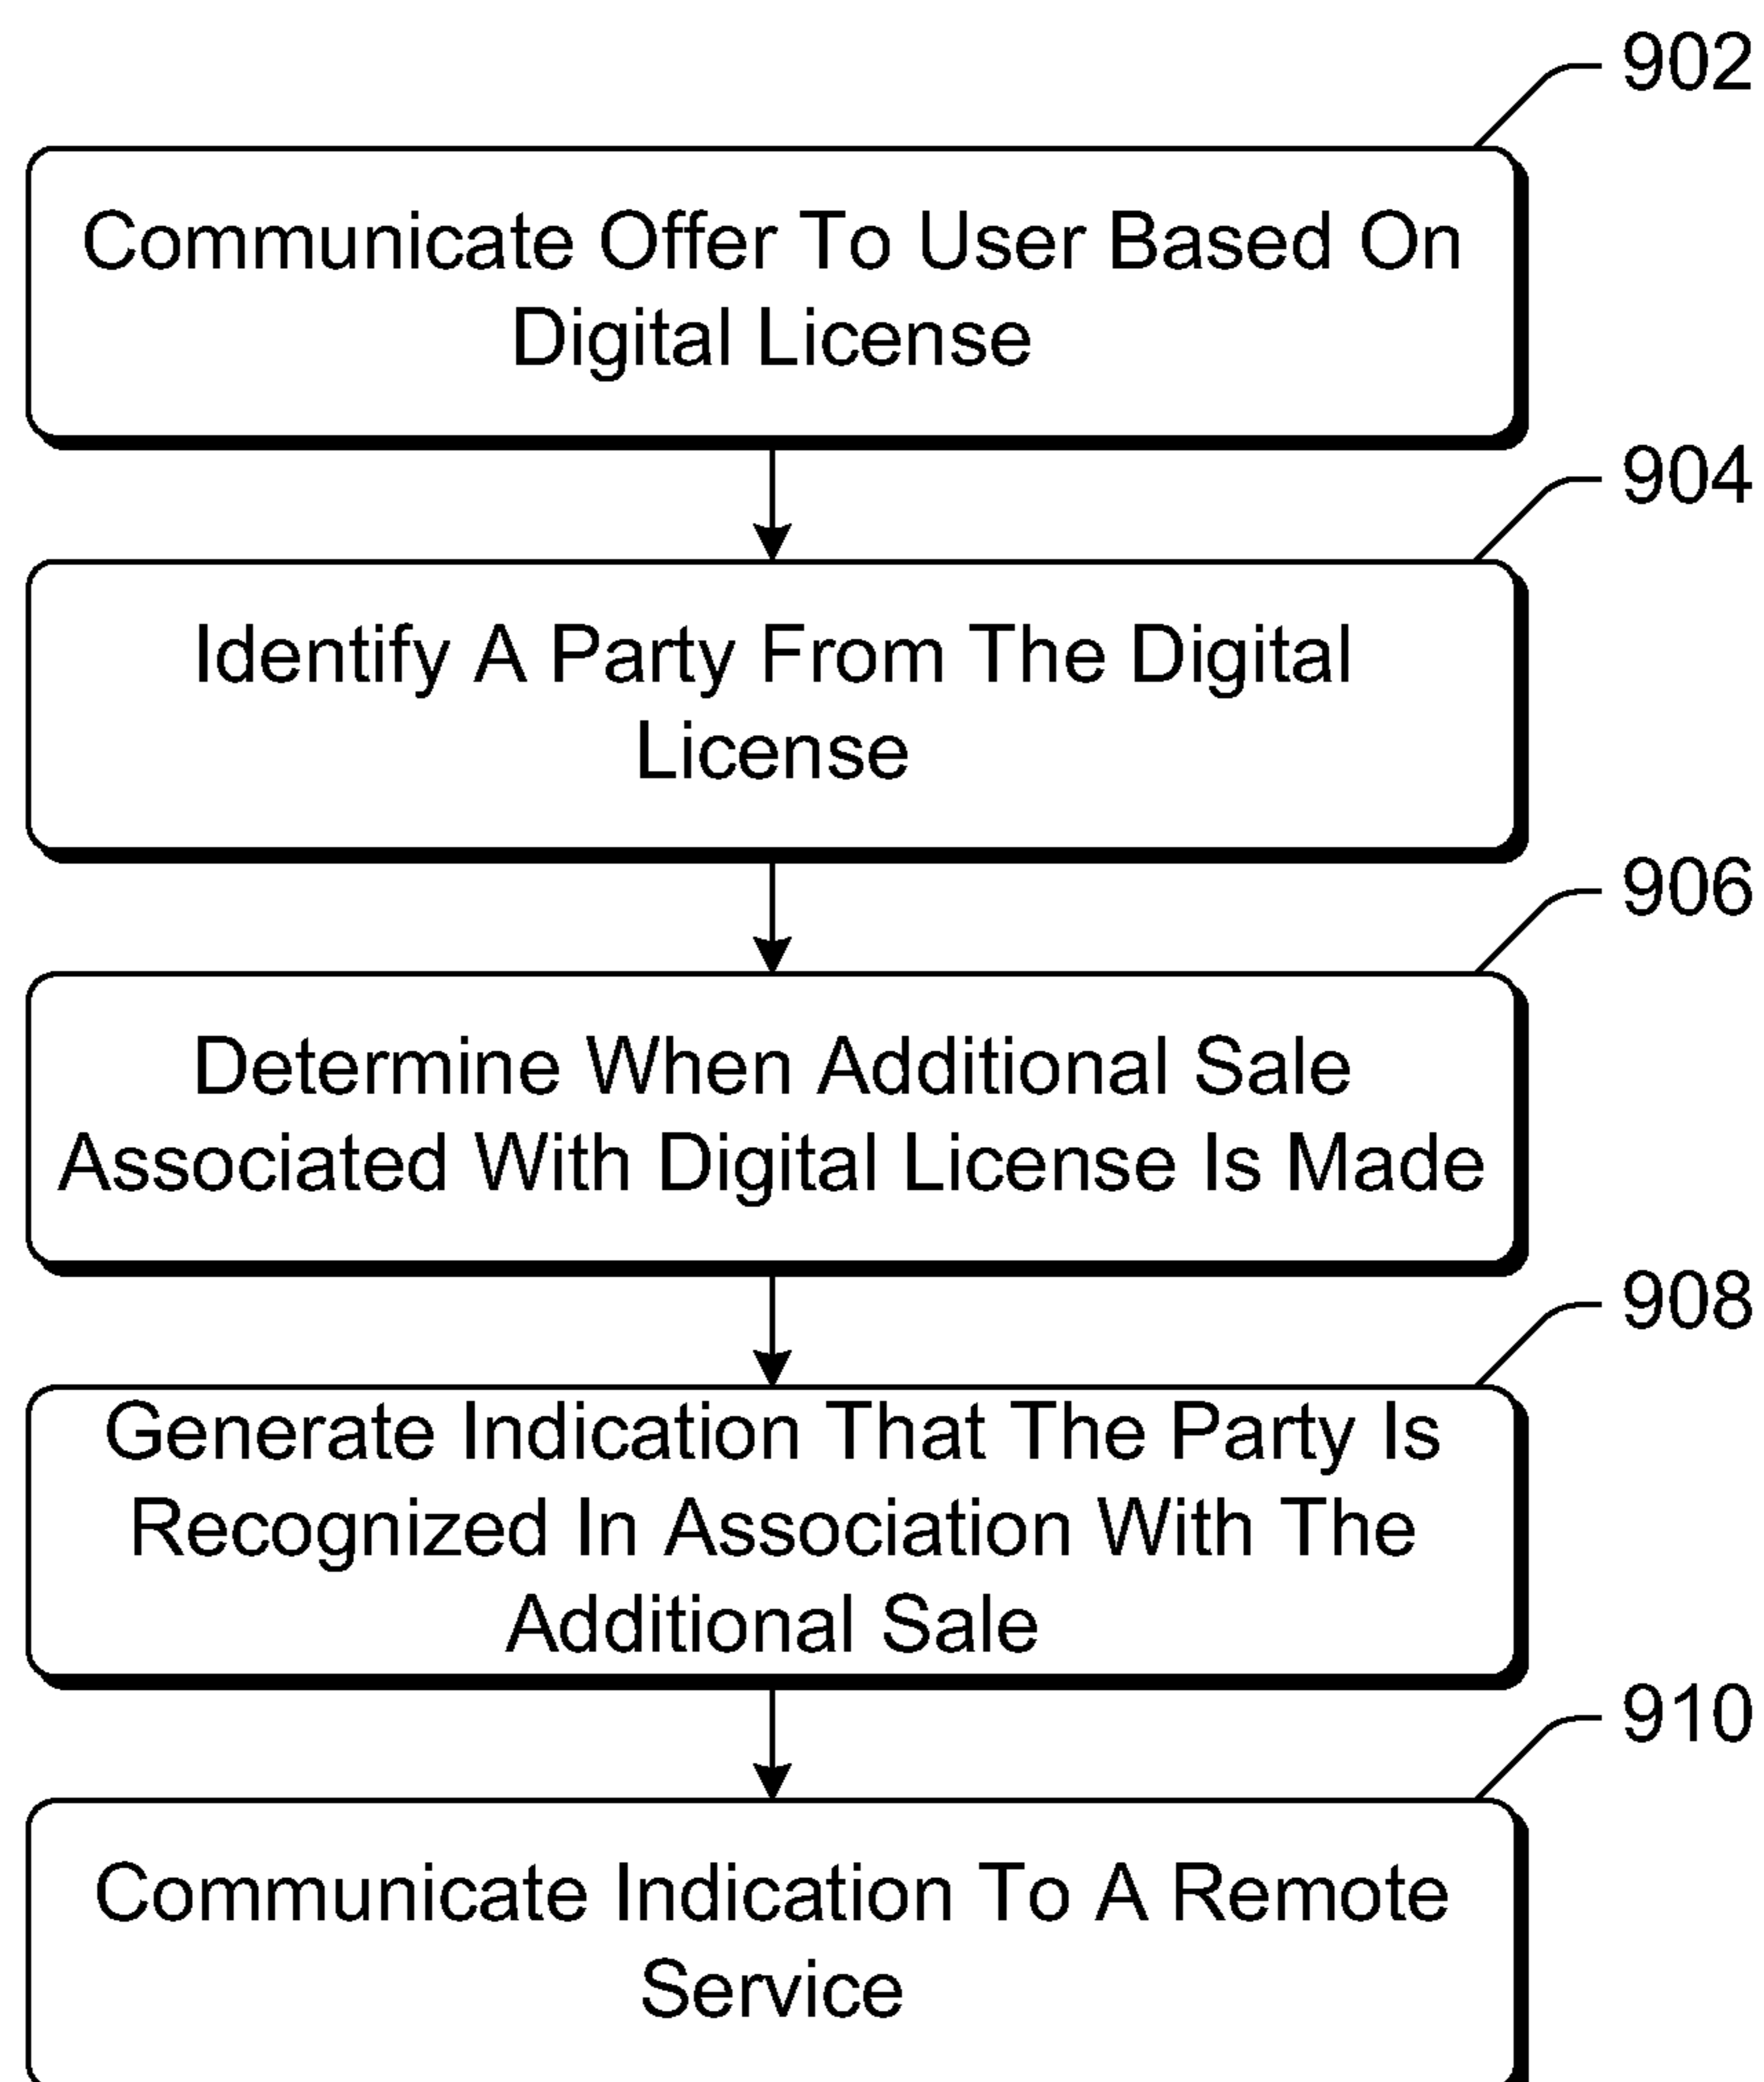 902
Communicate Offer To User Based On
Digital License
904
Identify A Party From The Digital
License
906
Determine When Additional Sale
Associated With Digital License Is Made
908
Generate Indication That The Party Is
Recognized In Association With The
Additional Sale
910
Communicate Indication To A Remote
Service